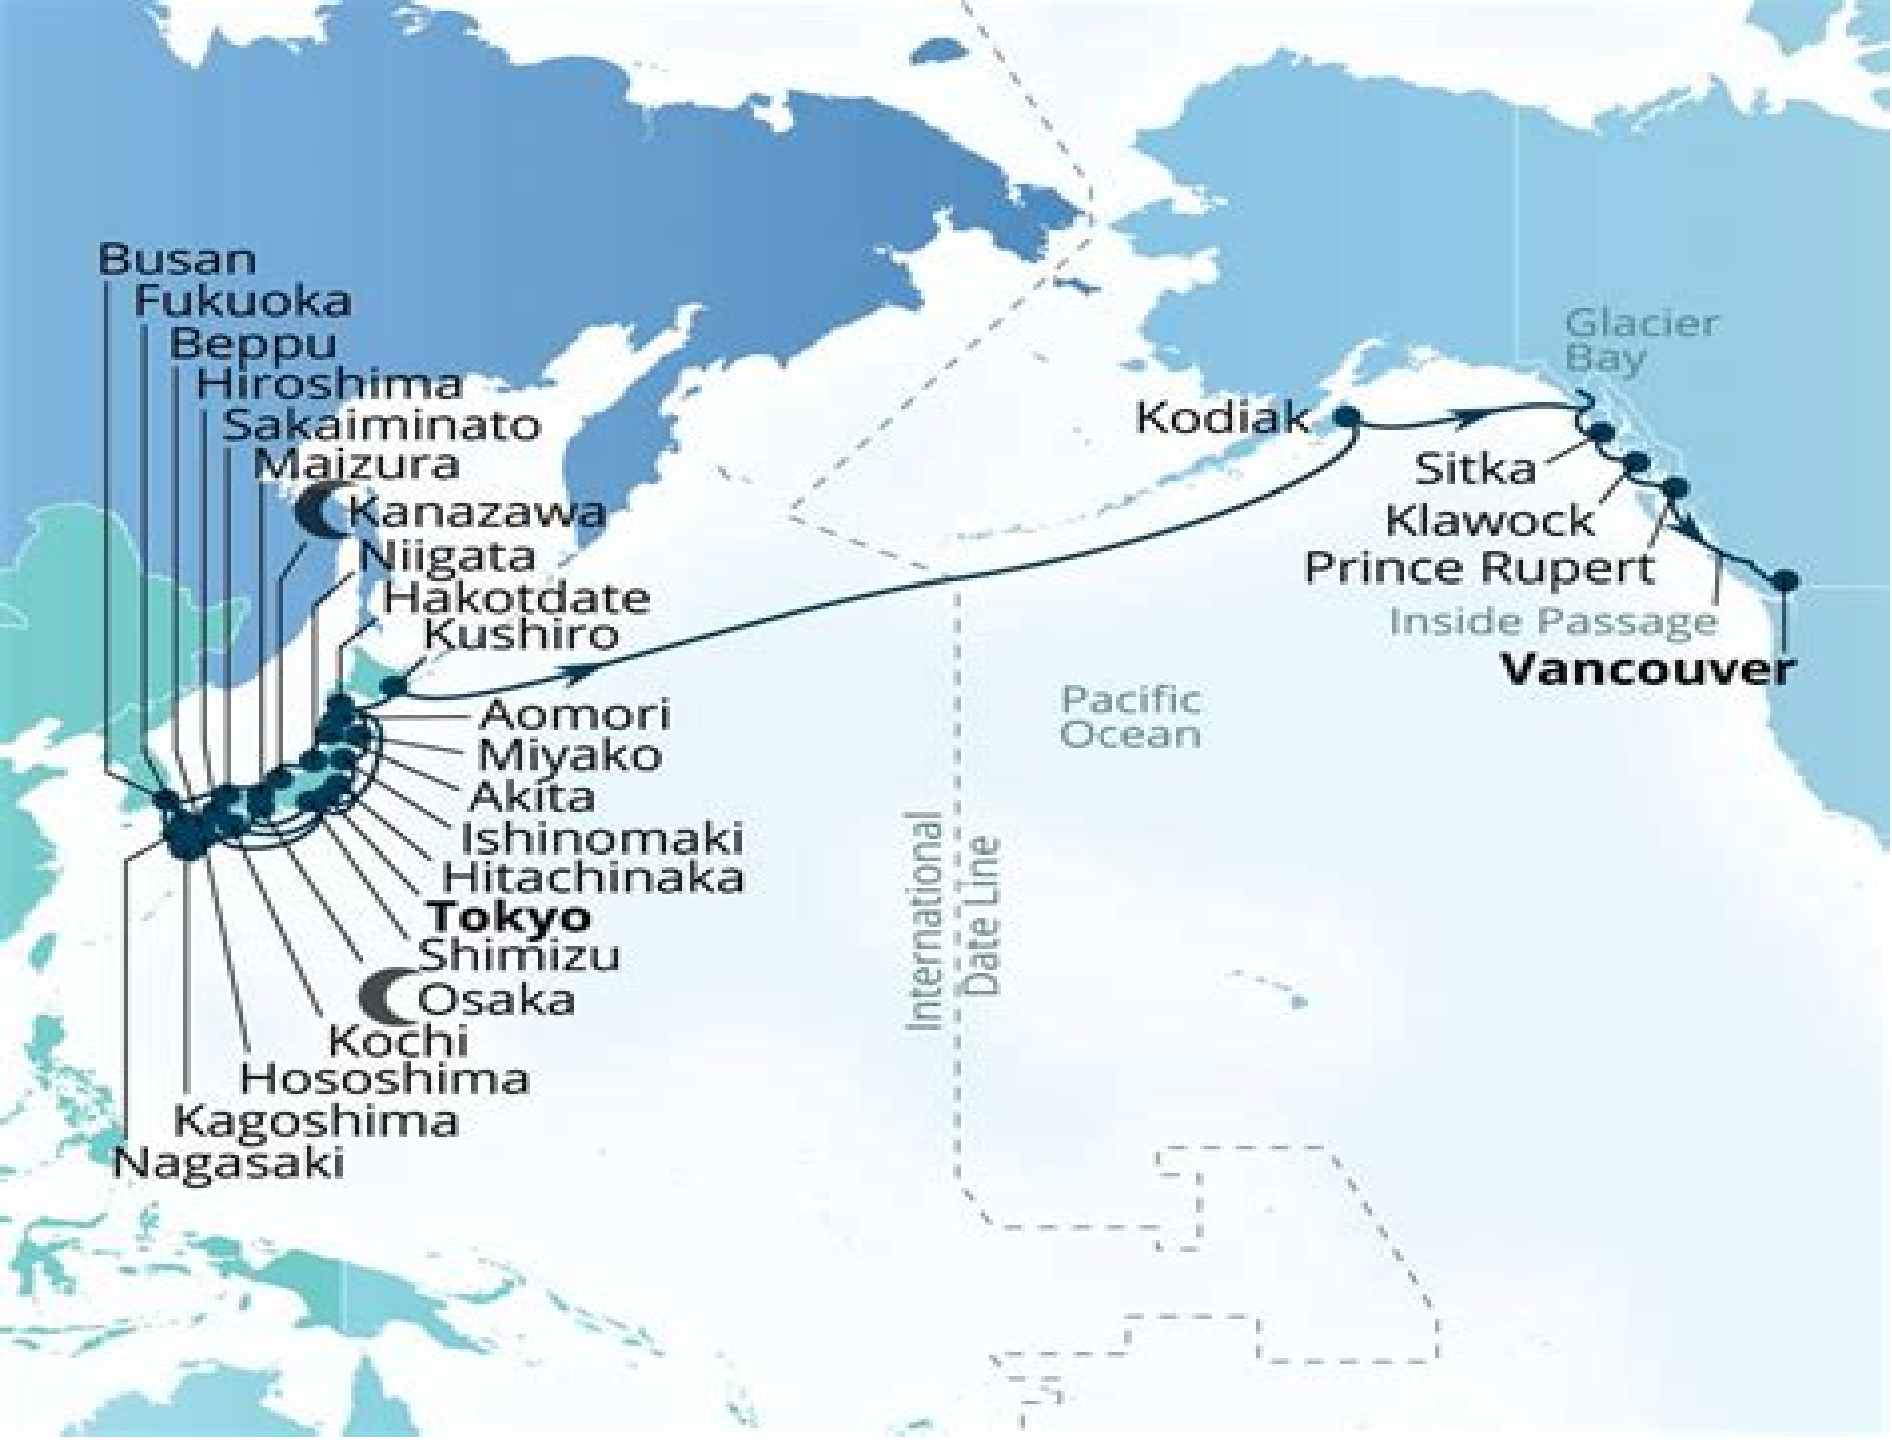 Busan
Fukuoka
Beppu
Hiroshima
Sakaiminato
Maizura
Kanazawa
Niigata
Hakotdate
Kushiro
Aomori
Miyako
Akita
Ishinomaki
Hitachinaka
Tokyo
Shimizu
Osaka
Kochi
Hososhima
Kagoshima
Nagasaki
International
Date Line
Pacific
Ocean
Kodiak
Glacier
Bay
Sitka
Klawock
Prince Rupert
Inside Passage
Vancouver